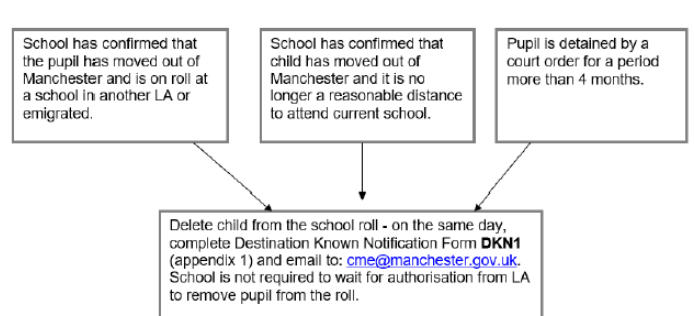 School has confirmed that
the pupil has moved out of
Manchester and is on roll at
a school in another LA or
emigrated.
School has confirmed that
child has moved out of
Manchester and it is no
longer a reasonable distance
to attend current school.
Pupil is detained by a
court order for a period
more than 4 months.
Delete child from the school roll - on the same day,
complete Destination Known Notification Form DKN1
(appendix 1) and email to: cme@manchester.gov.uk.
School is not required to wait for authorisation from LA
to remove pupil from the roll.